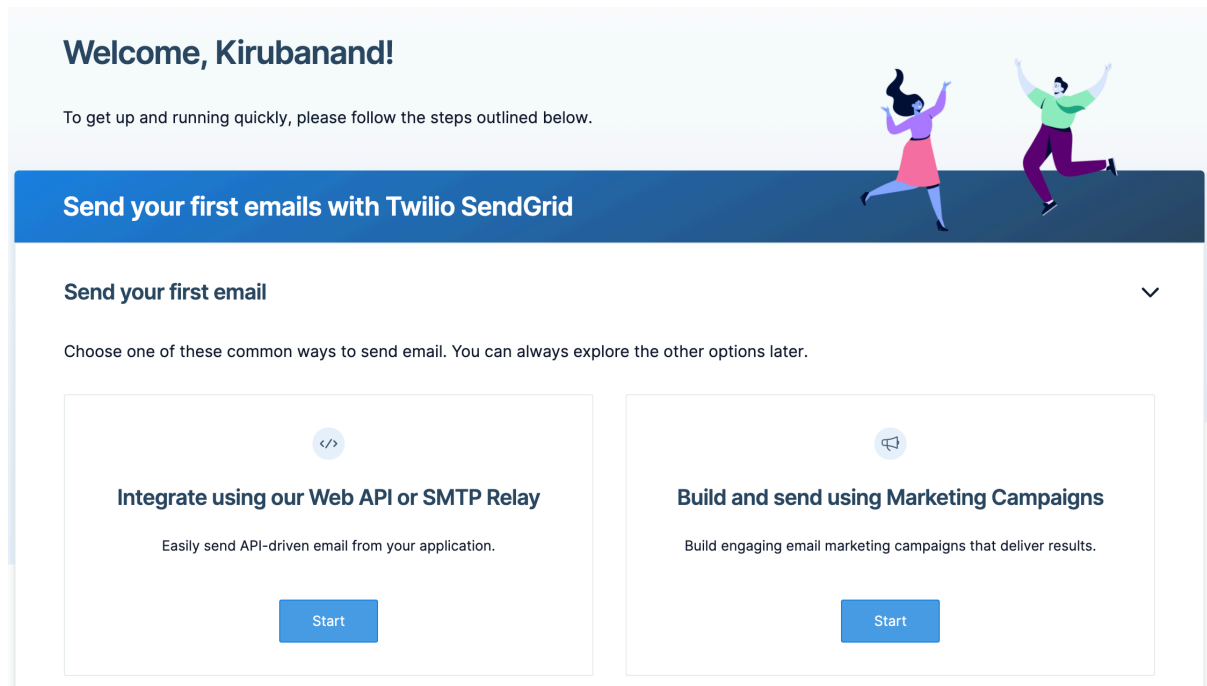 Welcome, Kirubanand!
To get up and running quickly, please follow the steps outlined below.
Send your first emails with Twilio SendGrid
Send your first email
Choose one of these common ways to send email. You can always explore the other options later.
</>
Integrate using our Web API or SMTP Relay
Easily send API-driven email from your application.
Start
Build and send using Marketing Campaigns
Build engaging email marketing campaigns that deliver results.
Start